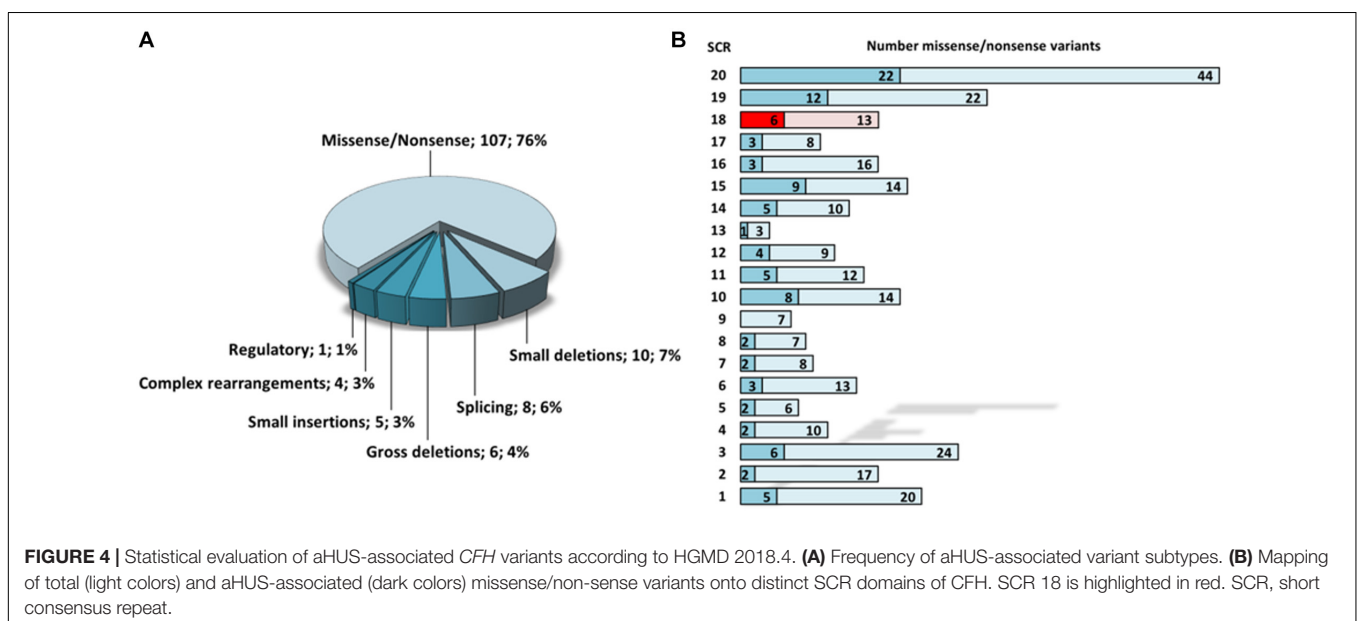 A
Missense/Nonsense; 107; 76%
Regulatory; 1; 1%
Complex rearrangements; 4; 3%
Small insertions; 5; 3%
Gross deletions; 6; 4%
Splicing; 8; 6%
Small deletions; 10; 7%
B
SCR Number missense/nonsense variants
20 22 44
19 12 22
18 6 13
17 3 8
16 3 16
15 9 14
14 5 10
13 1 3
12 4 9
11 5 12
10 8 14
9 7
8 2 7
7 2 8
6 3 13
5 2 6
4 2 10
3 6 24
2 2 17
1 5 20
FIGURE 4 | Statistical evaluation of aHUS-associated CFH variants according to HGMD 2018.4. (A) Frequency of aHUS-associated variant subtypes. (B) Mapping
of total (light colors) and aHUS-associated (dark colors) missense/non-sense variants onto distinct SCR domains of CFH. SCR 18 is highlighted in red. SCR, short
consensus repeat.